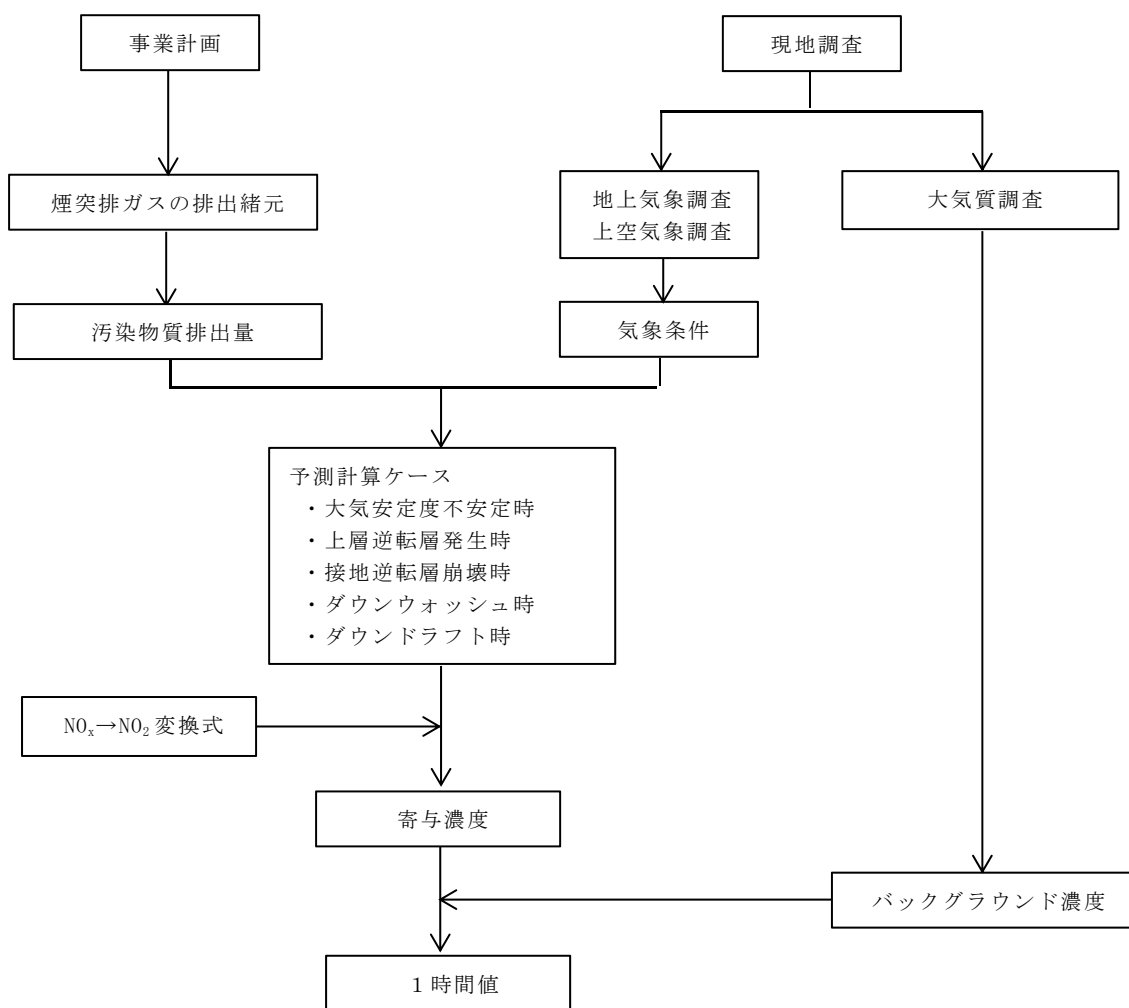 事業計画
現地調査
煙突排ガスの排出緒元
地上気象調査
上空気象調査
大気質調査
汚染物質排出量
気象条件
予測計算ケース
・大気安定度不安定時
・上層逆転層発生時
・接地逆転層崩壊時
・ダウンウォッシュ時
・ダウンドラフト時
NOx→NO2変換式
寄与濃度
バックグラウンド濃度
1時間値